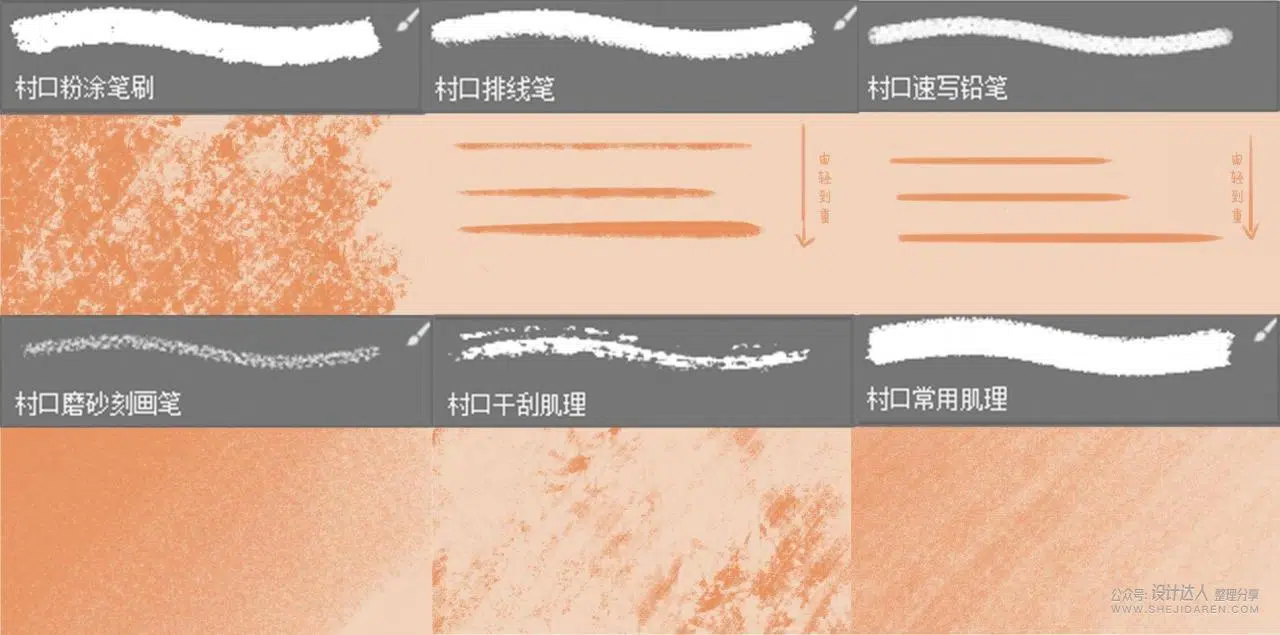 村口粉涂笔刷
村口排线笔
村口速写铅笔
由轻到重
由轻到重
村口磨砂刻画笔
村口干刮肌理
村口常用肌理
公众号: 设计达人 整理分享
WWW.SHEJIDAREN.COM